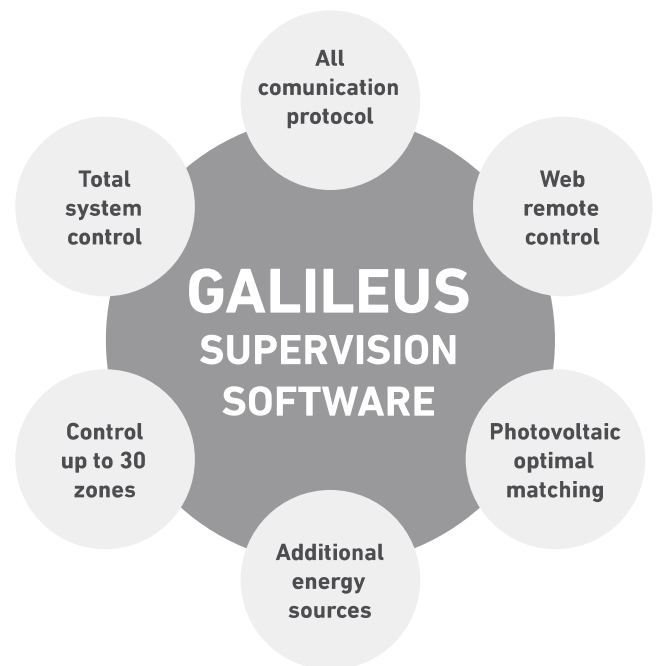 All
comunication
protocol
Total
system
control
Web
remote
control
GALILEUS
SUPERVISION
SOFTWARE
Control
up to 30
zones
Photovoltaic
optimal
matching
Additional
energy
sources